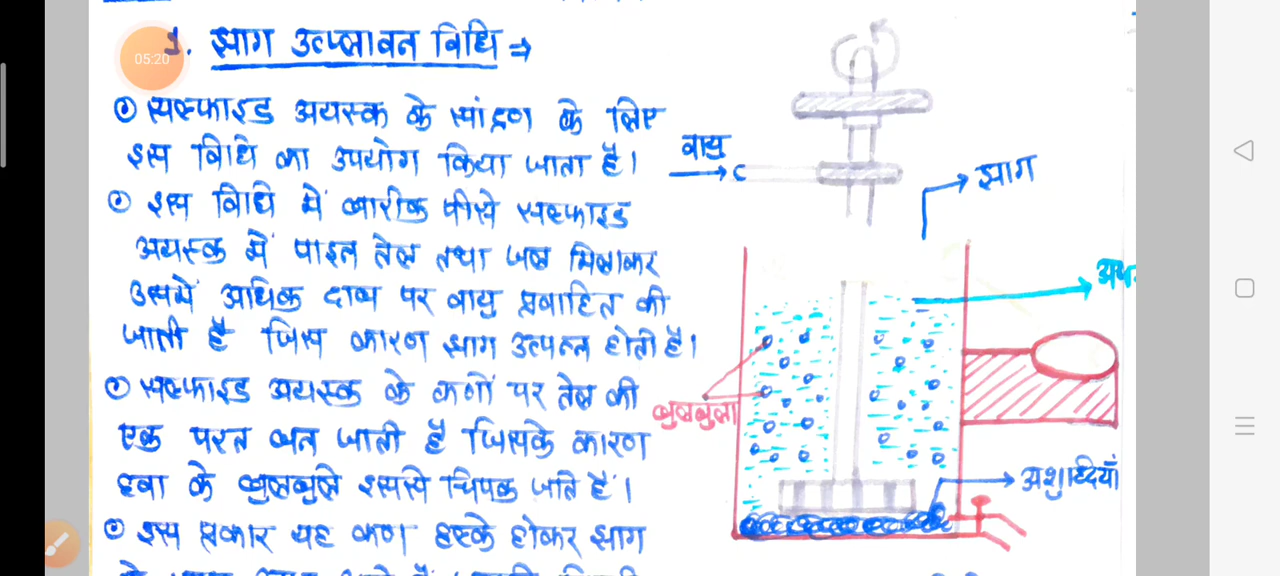 05:20
1. झाग उत्प्लावन विधि ⇒
सल्फाइड अयस्क के सांद्रण के लिए
इस विधि का उपयोग किया जाता है।
इस विधि में बारीक पीसे सल्फाइड
अयस्क में पाइन तेल तथा जल मिलाकर
उसमें अधिक दाब पर वायु प्रवाहित की
जाती है जिस कारण झाग उत्पन्न होती है।
सल्फाइड अयस्क के कणों पर तेल की
एक परत बन जाती है जिसके कारण
हवा के बुलबुले इससे चिपक जाते हैं।
इस प्रकार यह कण हल्के होकर झाग
वायु
झाग
बुलबुला
अशुद्धियाँ